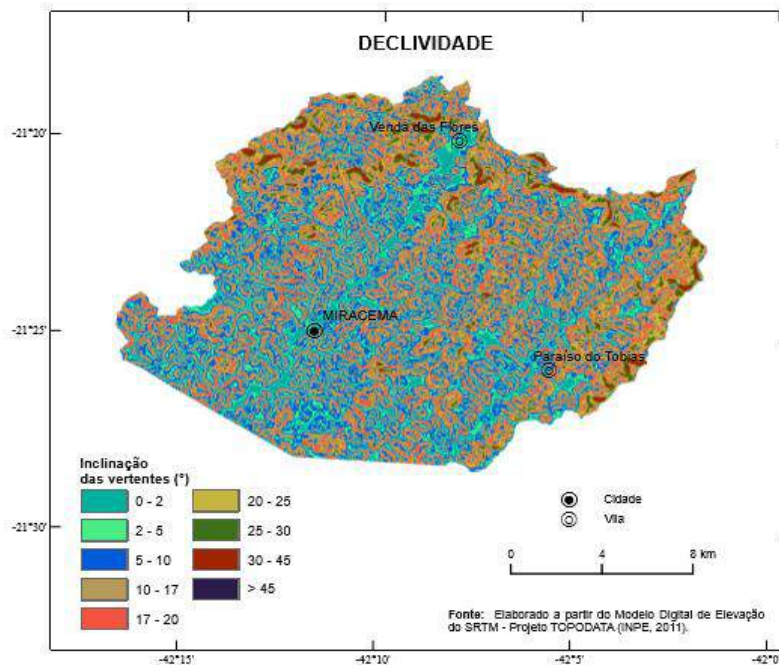 DECLIVIDADE
-21°20'
Venda das Flores
-21°25'
MIRACEMA
Paraíso do Tobias
Inclinação
das vertentes (°)
0 - 2
20 - 25
2 - 5
25 - 30
5 - 10
30 - 45
10 - 17
> 45
17 - 20
Cidade
Vila
-21°30'
0 4 8 km
Fonte: Elaborado a partir do Modelo Digital de Elevação
do SRTM - Projeto TOPODATA (INPE, 2011).
-42°15' -42°10' -42°5'